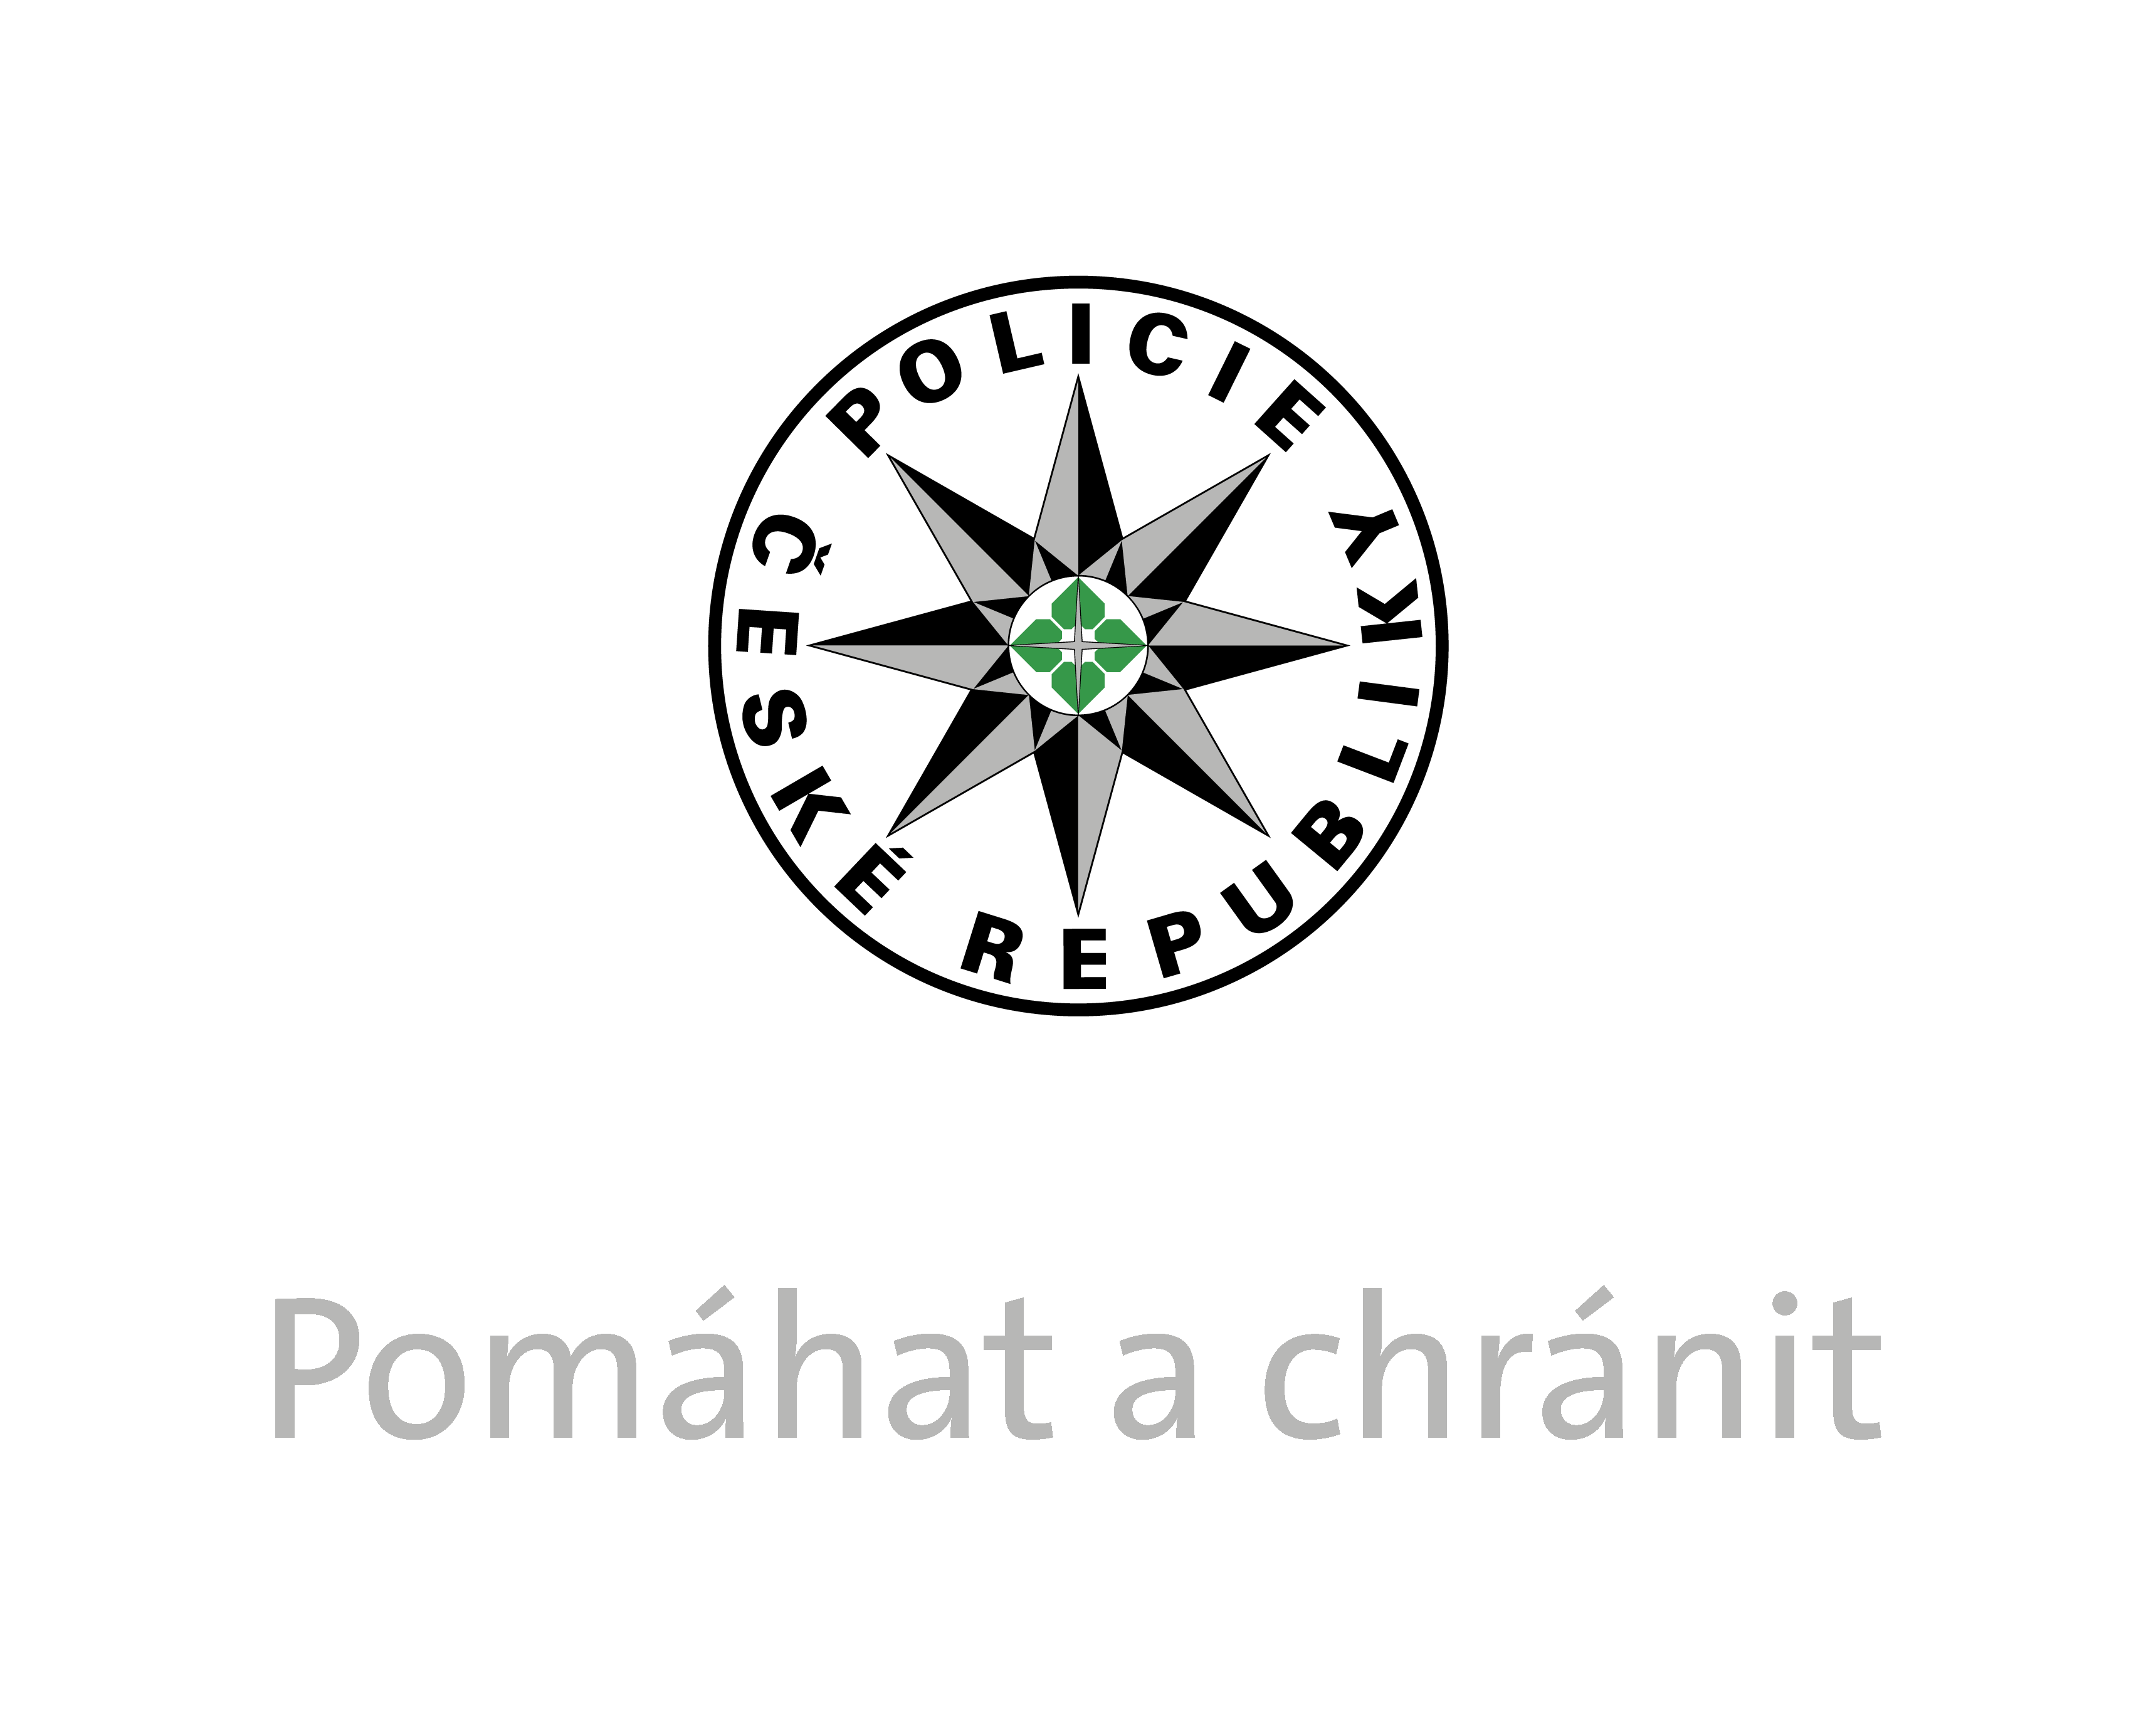 POLICIE
ČESKÉ REPUBLIKY
Pomáhat a chránit